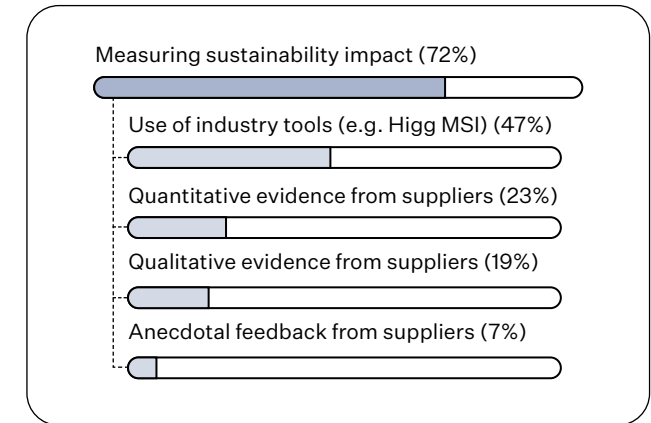 Measuring sustainability impact (72%)
Use of industry tools (e.g. Higg MSI) (47%)
Quantitative evidence from suppliers (23%)
Qualitative evidence from suppliers (19%)
Anecdotal feedback from suppliers (7%)